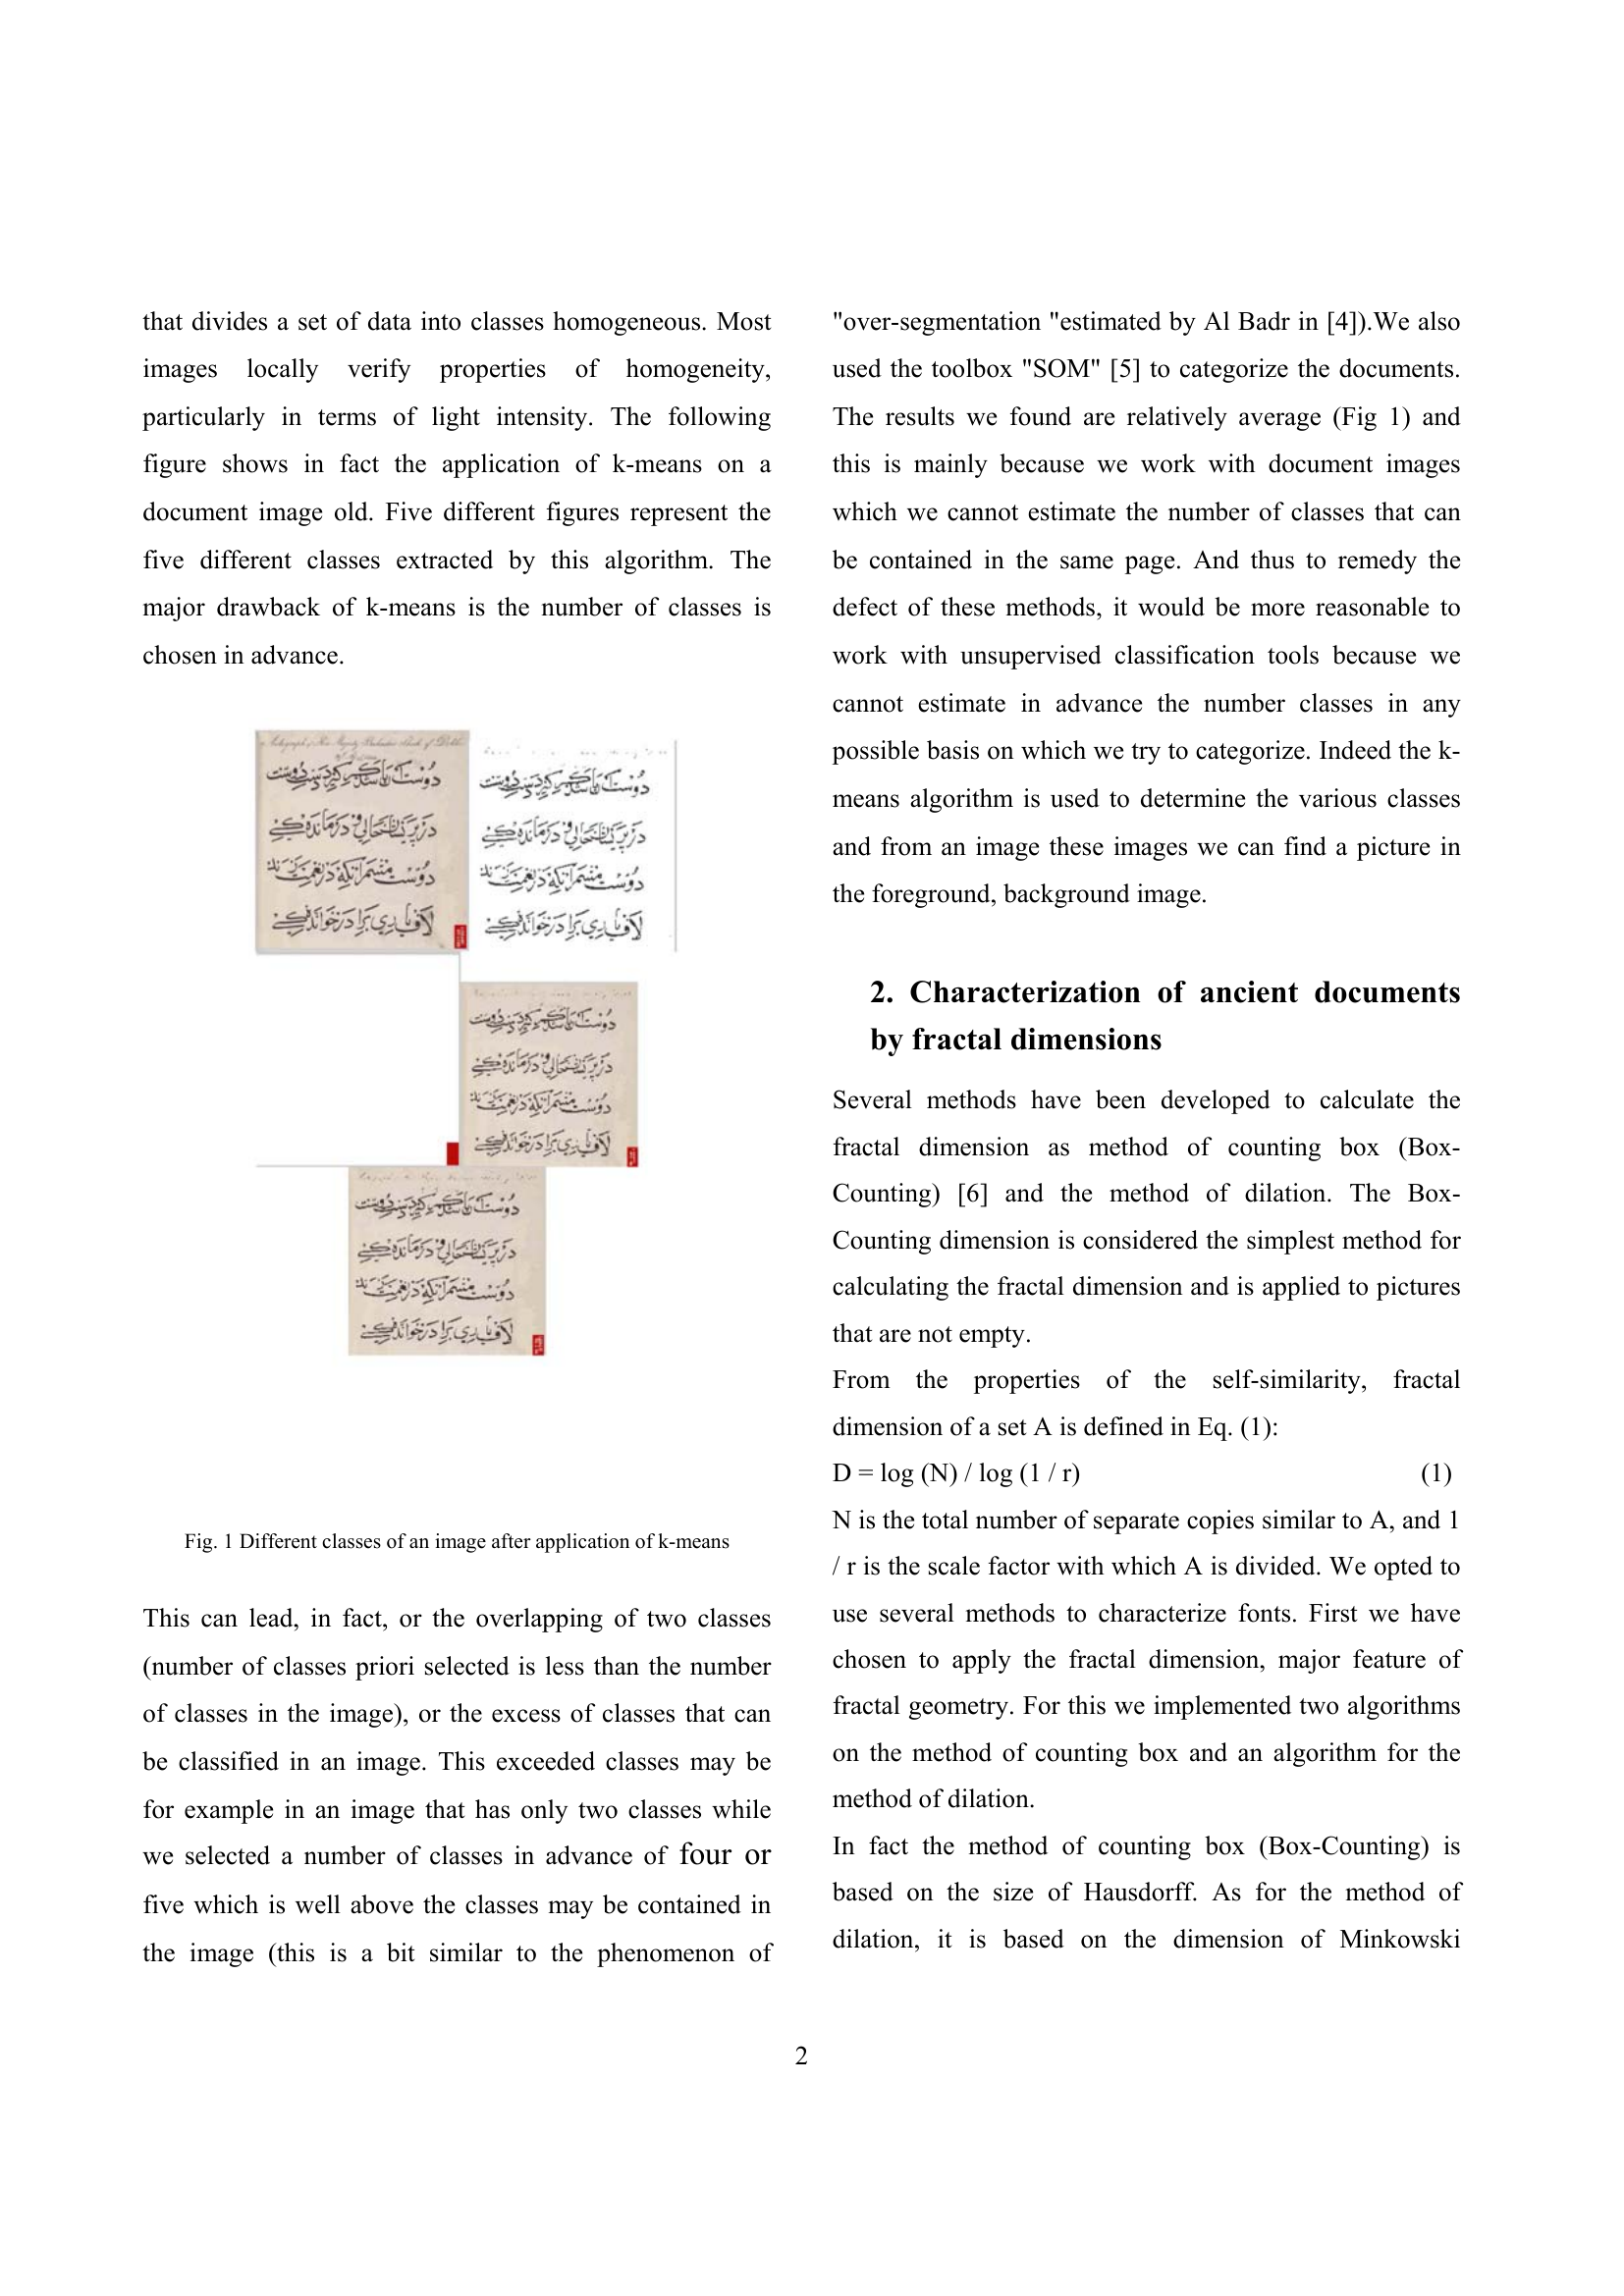 that divides a set of data into classes homogeneous. Most
images locally verify properties of homogeneity,
particularly in terms of light intensity. The following
figure shows in fact the application of k-means on a
document image old. Five different figures represent the
five different classes extracted by this algorithm. The
major drawback of k-means is the number of classes is
chosen in advance.
Fig. 1 Different classes of an image after application of k-means
This can lead, in fact, or the overlapping of two classes
(number of classes priori selected is less than the number
of classes in the image), or the excess of classes that can
be classified in an image. This exceeded classes may be
for example in an image that has only two classes while
we selected a number of classes in advance of four or
five which is well above the classes may be contained in
the image (this is a bit similar to the phenomenon of
"over-segmentation "estimated by Al Badr in [4]).We also
used the toolbox "SOM" [5] to categorize the documents.
The results we found are relatively average (Fig 1) and
this is mainly because we work with document images
which we cannot estimate the number of classes that can
be contained in the same page. And thus to remedy the
defect of these methods, it would be more reasonable to
work with unsupervised classification tools because we
cannot estimate in advance the number classes in any
possible basis on which we try to categorize. Indeed the k-
means algorithm is used to determine the various classes
and from an image these images we can find a picture in
the foreground, background image.
2. Characterization of ancient documents
by fractal dimensions
Several methods have been developed to calculate the
fractal dimension as method of counting box (Box-
Counting) [6] and the method of dilation. The Box-
Counting dimension is considered the simplest method for
calculating the fractal dimension and is applied to pictures
that are not empty.
From the properties of the self-similarity, fractal
dimension of a set A is defined in Eq. (1):
D = log (N) / log (1 / r) (1)
N is the total number of separate copies similar to A, and 1
/ r is the scale factor with which A is divided. We opted to
use several methods to characterize fonts. First we have
chosen to apply the fractal dimension, major feature of
fractal geometry. For this we implemented two algorithms
on the method of counting box and an algorithm for the
method of dilation.
In fact the method of counting box (Box-Counting) is
based on the size of Hausdorff. As for the method of
dilation, it is based on the dimension of Minkowski
2